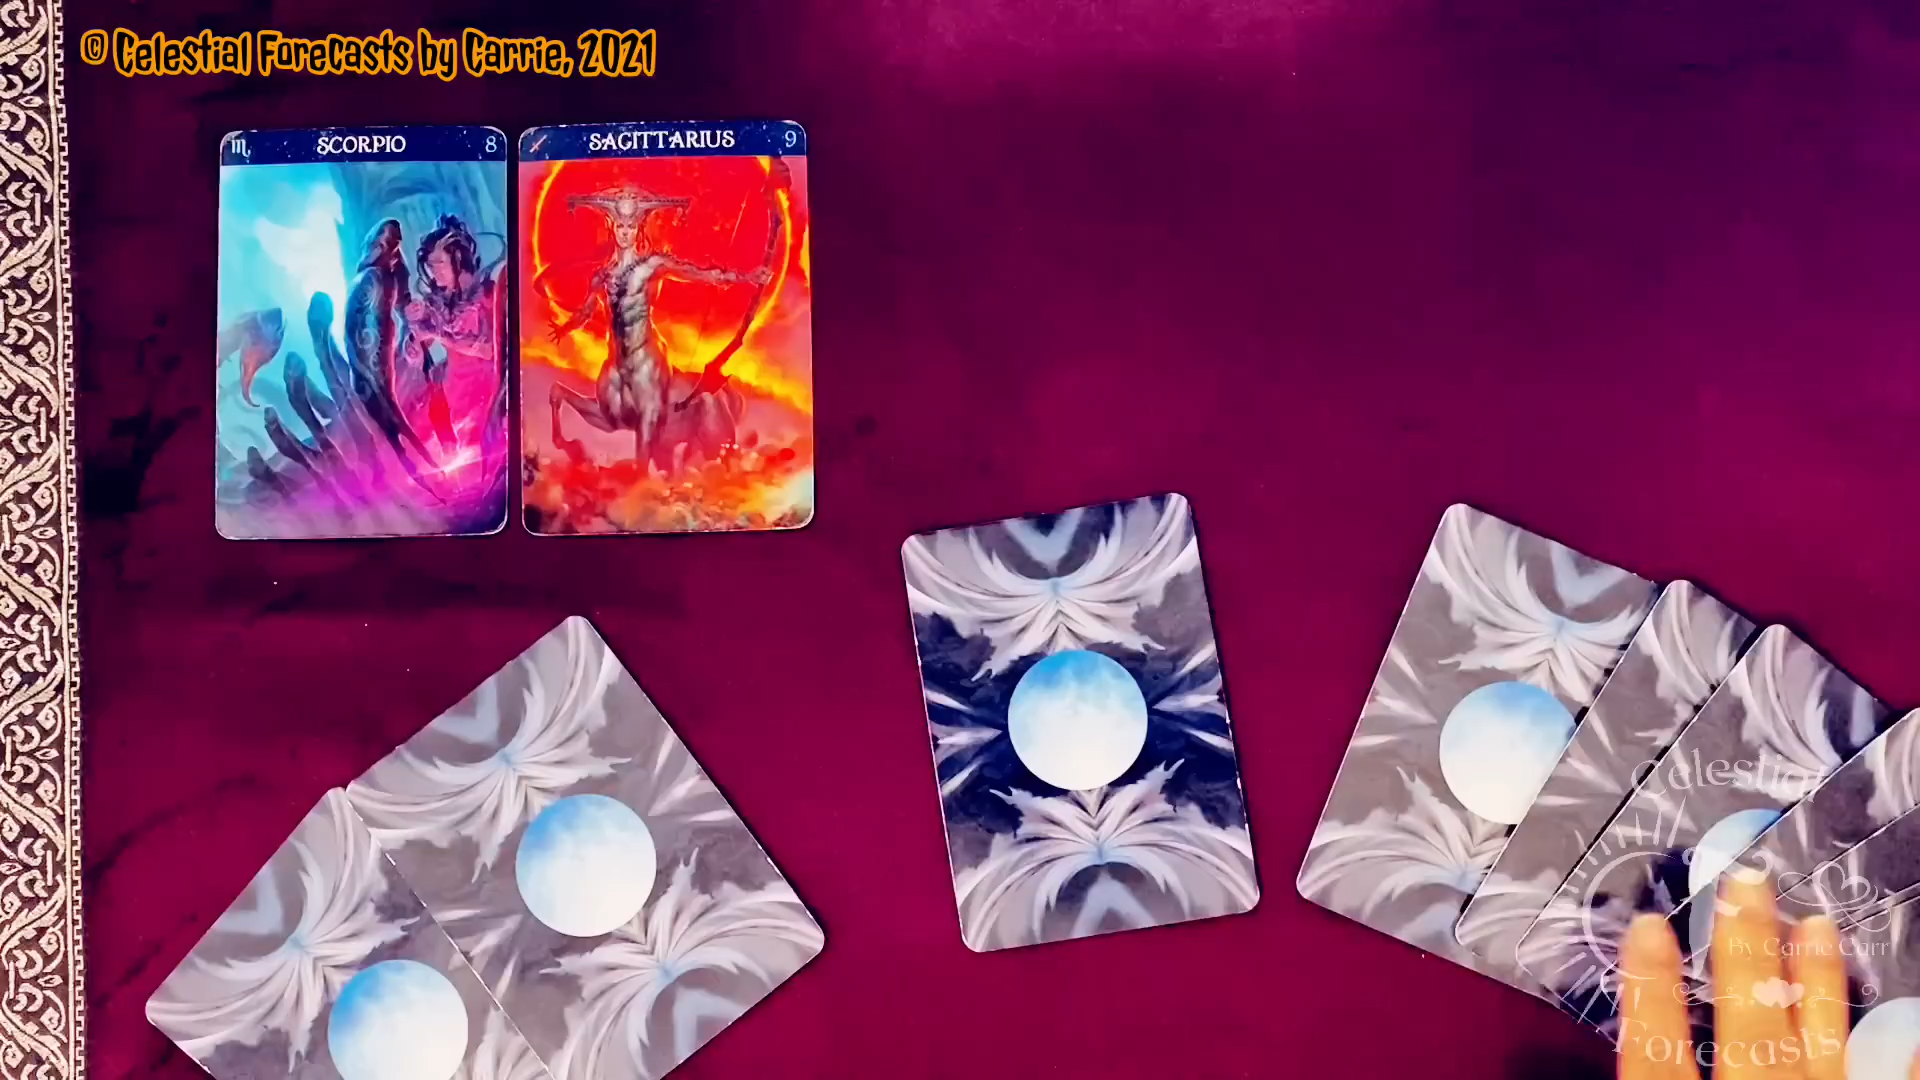 © Celestial Forecasts by Carrie, 2021
♏ SCORPIO 8
♐ SAGITTARIUS 9
Celestial
By Carrie Carr
Forecasts